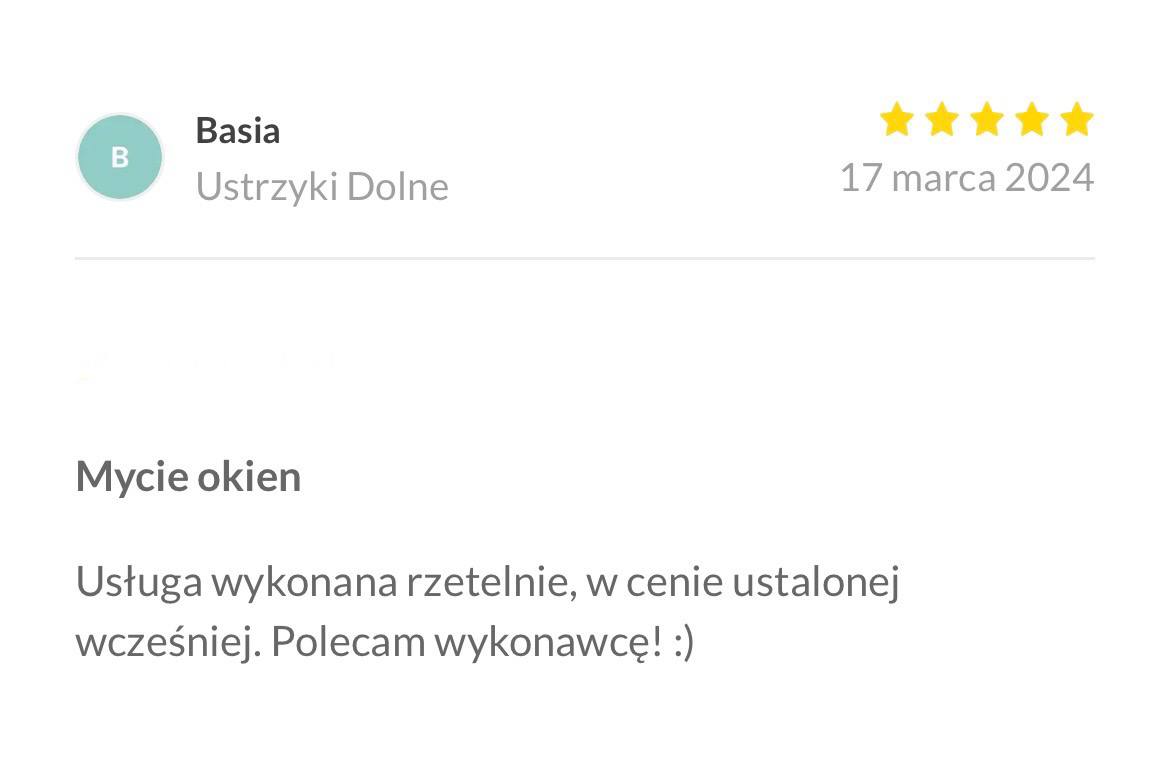 B
Basia
Ustrzyki Dolne
17 marca 2024
Mycie okien
Usługa wykonana rzetelnie, w cenie ustalonej
wcześniej. Polecam wykonawcę! :)